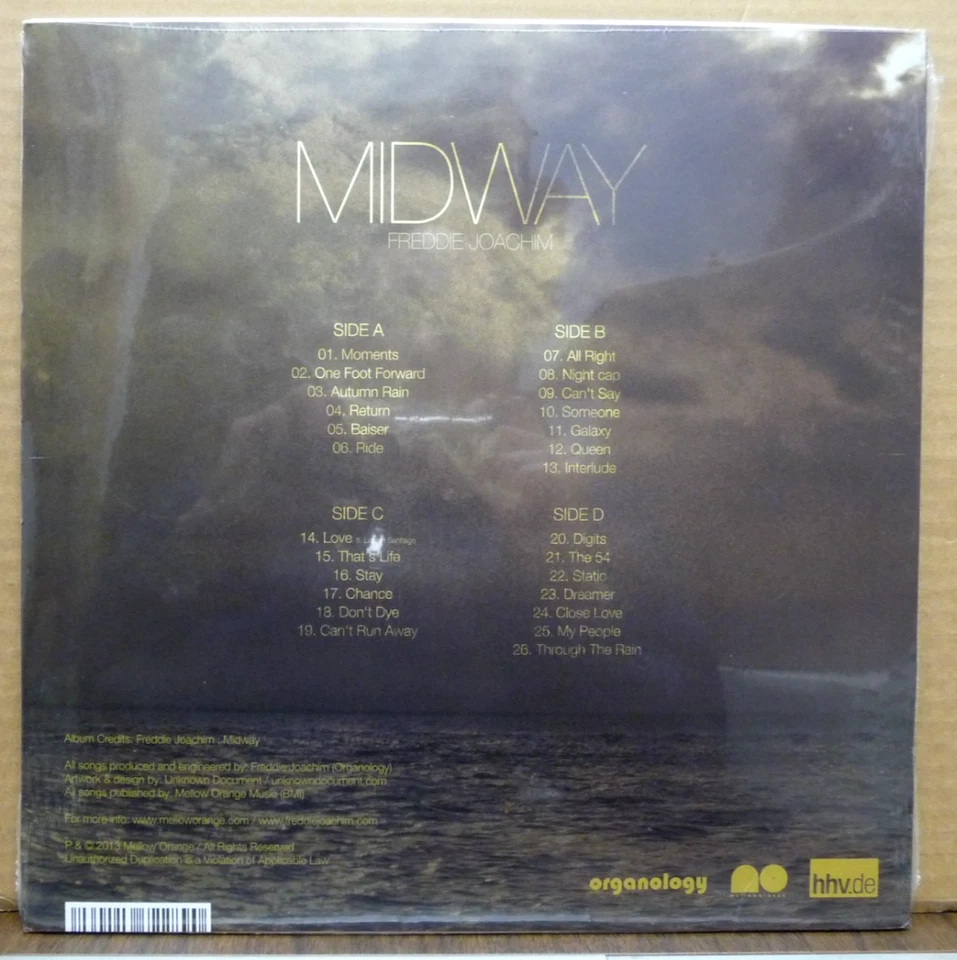 MIDWAY
FREDDIE JOACHIM
SIDE A
01. Moments
02. One Foot Forward
03. Autumn Rain
04. Return
05. Baiser
06. Ride
SIDE B
07. All Right
08. Night cap
09. Can't Say
10. Someone
11. Galaxy
12. Queen
13. Interlude
SIDE C
14. Love
15. That's Life
16. Stay
17. Chance
18. Don't Dye
19. Can't Run Away
SIDE D
20. Digits
21. The 54
22. Static
23. Dreamer
24. Close Love
25. My People
26. Through The Rain
Album Credits: Freddie Joachim : Midway
All songs produced and engineered by: Freddie Joachim (Organology)
Artwork & design by: Unknown Document / unknowndocument.com
All songs published by: Mellow Orange Music (BMI)
For more info: www.melloworange.com / www.freddiejoachim.com
P & © 2013 Mellow Orange / All Rights Reserved
Unauthorized Duplication is a Violation of Applicable Law
organology
hhv.de